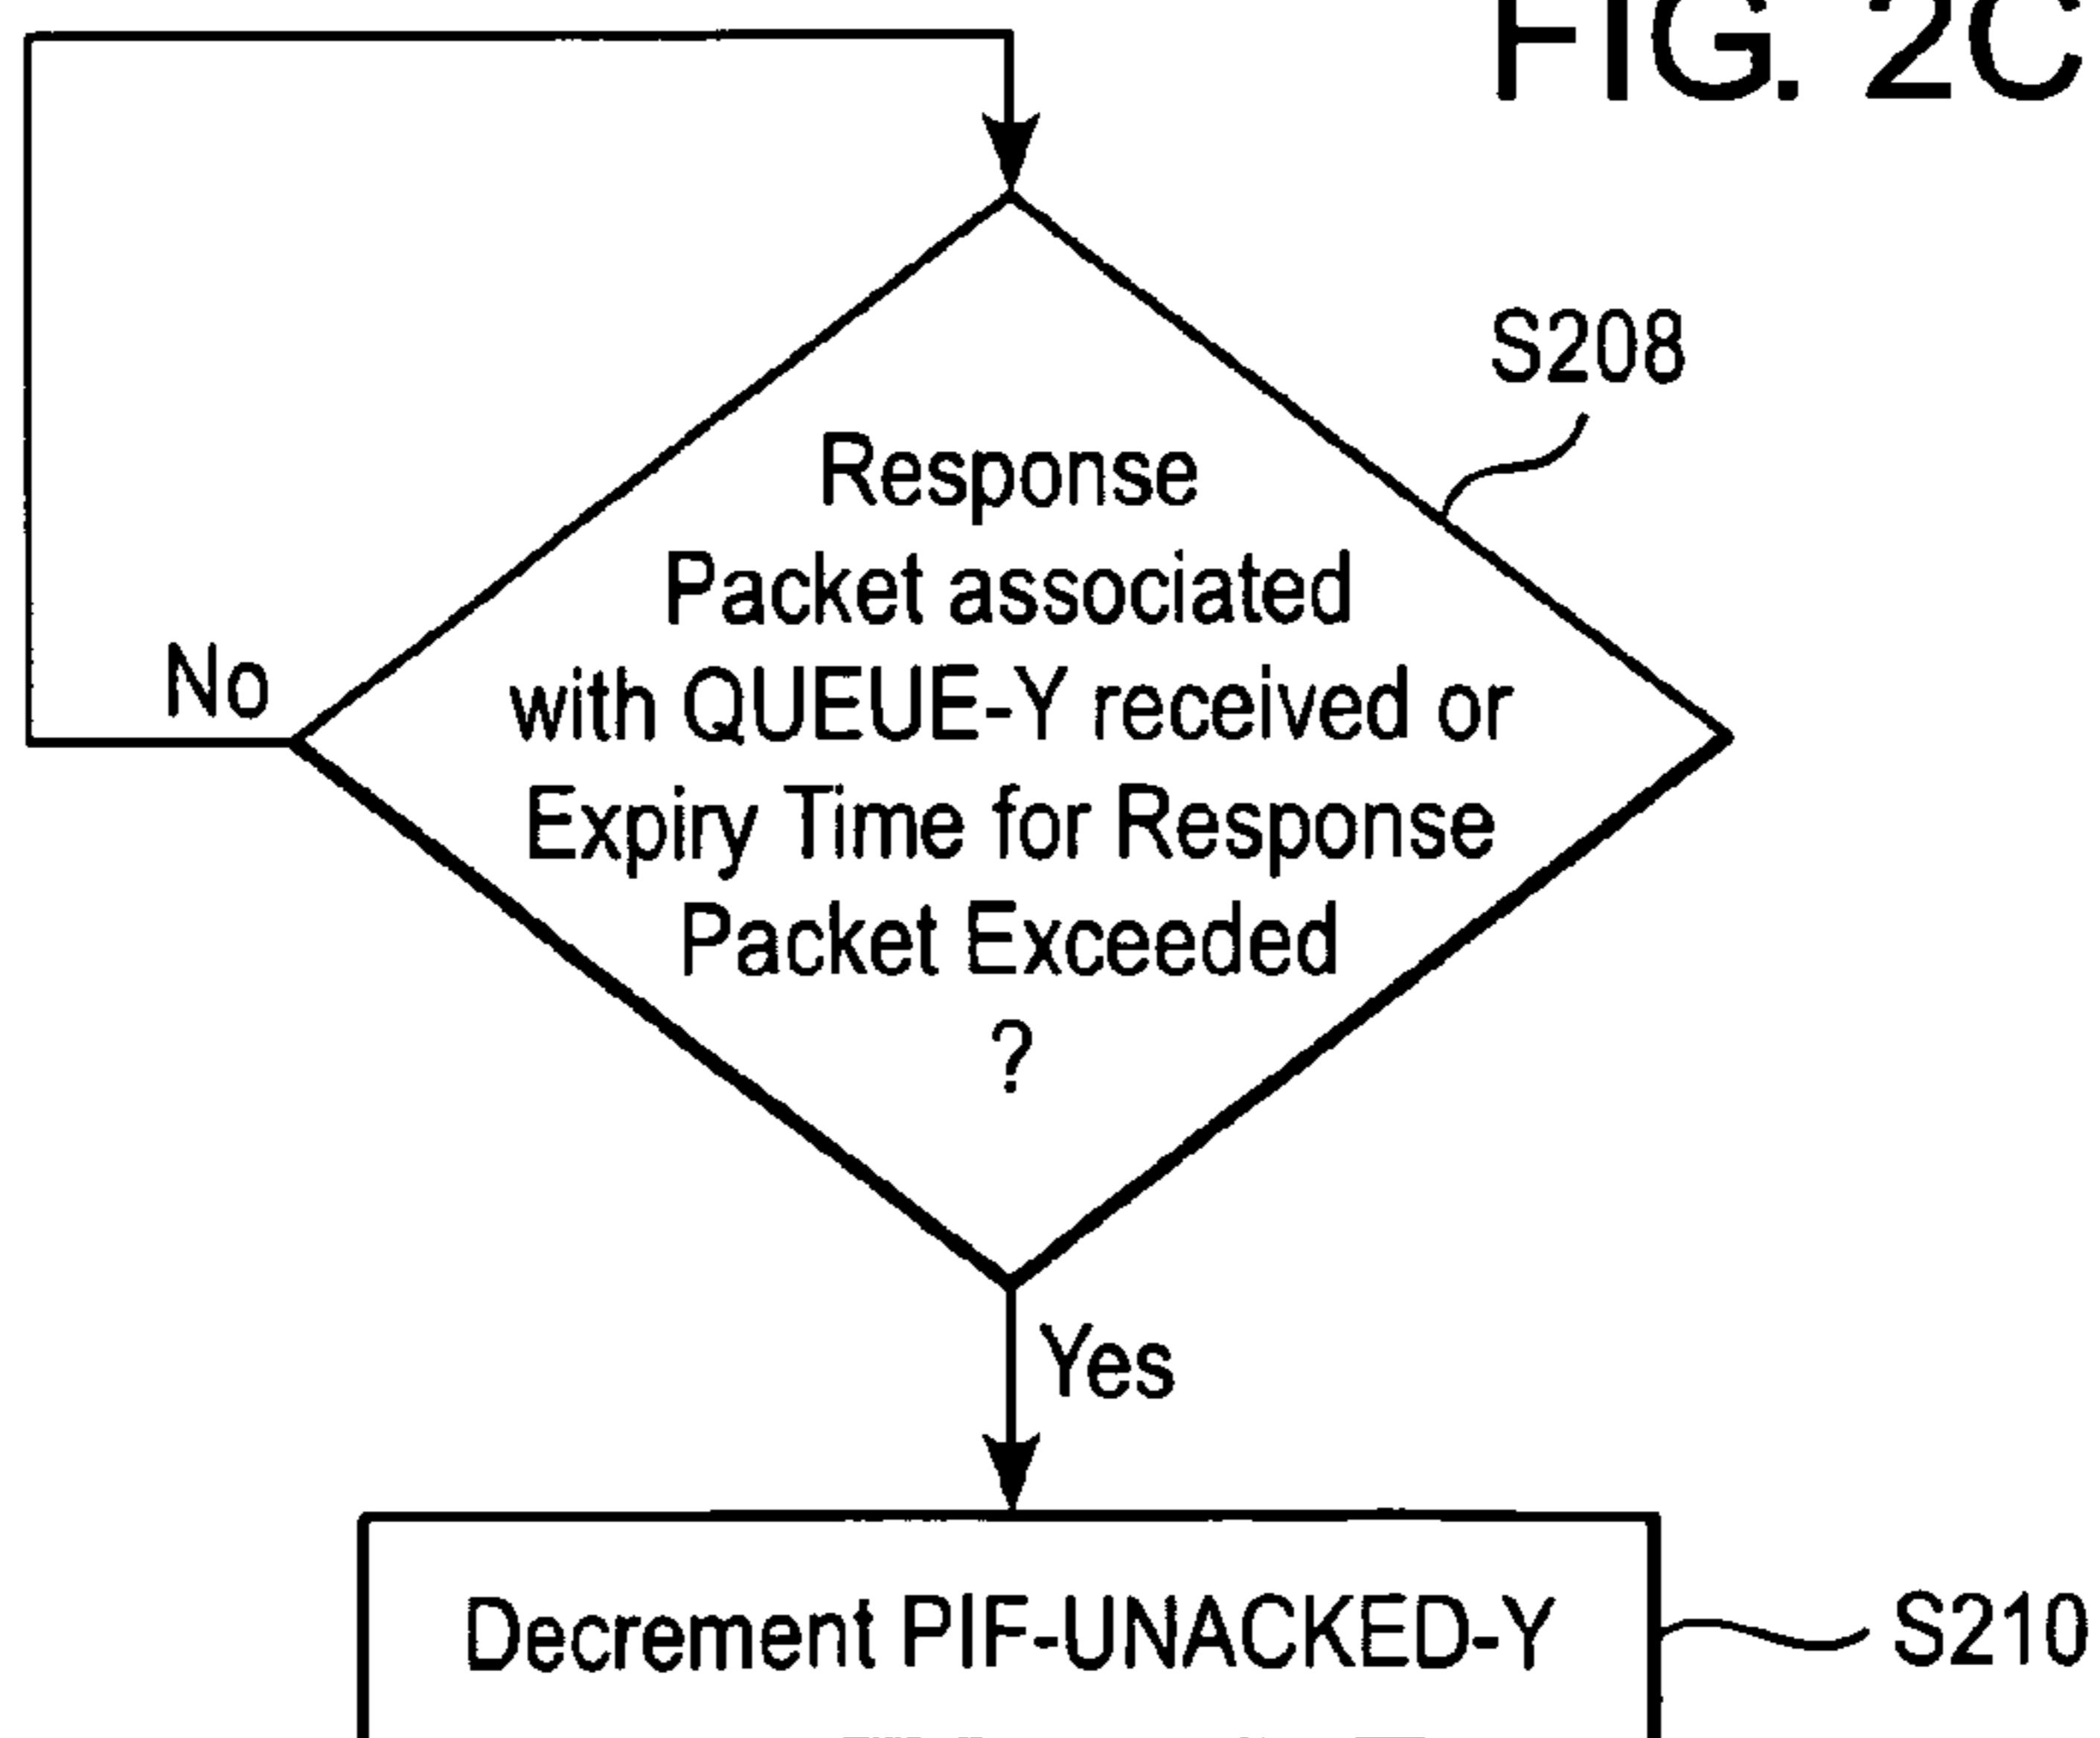 FIG. 2C
S208
Response
Packet associated
with QUEUE-Y received or
Expiry Time for Response
Packet Exceeded
?
No
Yes
Decrement PIF-UNACKED-Y
S210